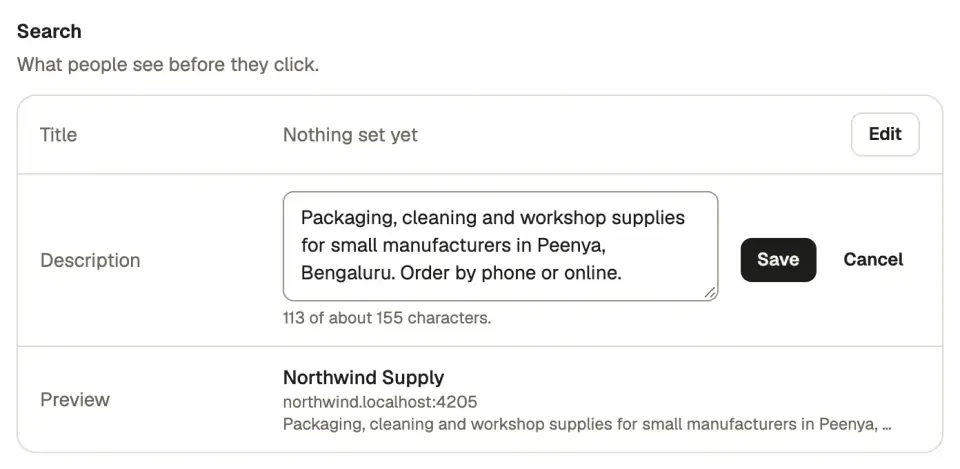 Search
What people see before they click.
Title
Nothing set yet
Edit
Description
Packaging, cleaning and workshop supplies
for small manufacturers in Peenya,
Bengaluru. Order by phone or online.
Save
Cancel
113 of about 155 characters.
Preview
Northwind Supply
northwind.localhost:4205
Packaging, cleaning and workshop supplies for small manufacturers in Peenya, ...